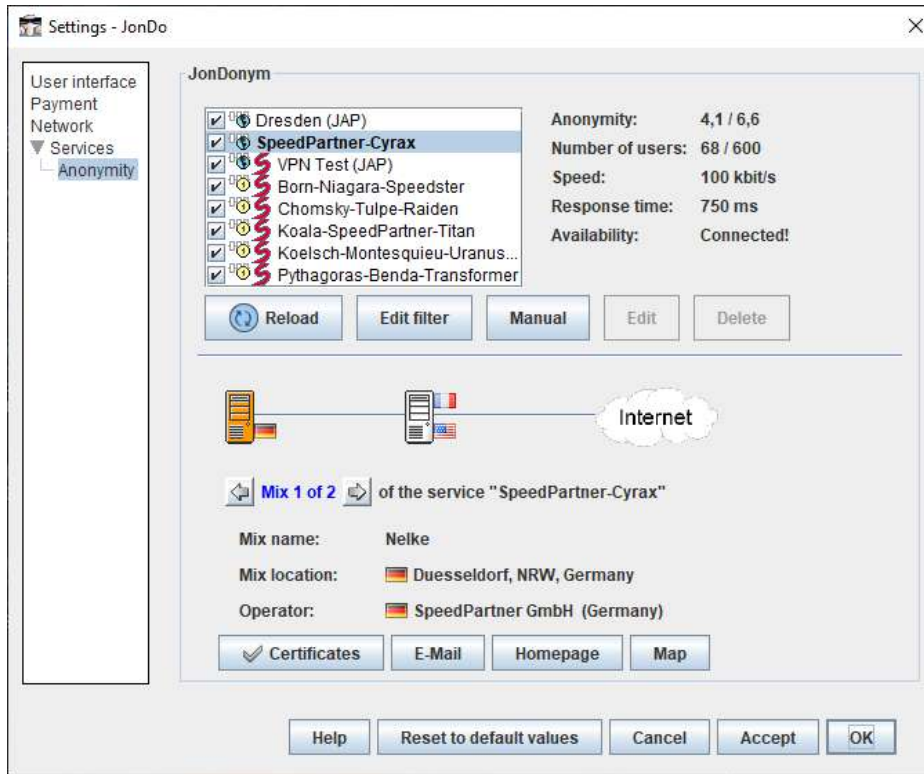 Settings - JonDo
User interface
Payment
Network
Services
Anonymity
JonDonym
Dresden (JAP)
SpeedPartner-Cyrax
VPN Test (JAP)
Born-Niagara-Speedster
Chomsky-Tulpe-Raiden
Koala-SpeedPartner-Titan
Koelsch-Montesquieu-Uranus...
Pythagoras-Benda-Transformer
Anonymity: 4,1 / 6,6
Number of users: 68 / 600
Speed: 100 kbit/s
Response time: 750 ms
Availability: Connected!
Reload Edit filter Manual Edit Delete
Internet
Mix 1 of 2 of the service "SpeedPartner-Cyrax"
Mix name: Nelke
Mix location: Duesseldorf, NRW, Germany
Operator: SpeedPartner GmbH (Germany)
Certificates E-Mail Homepage Map
Help Reset to default values Cancel Accept OK